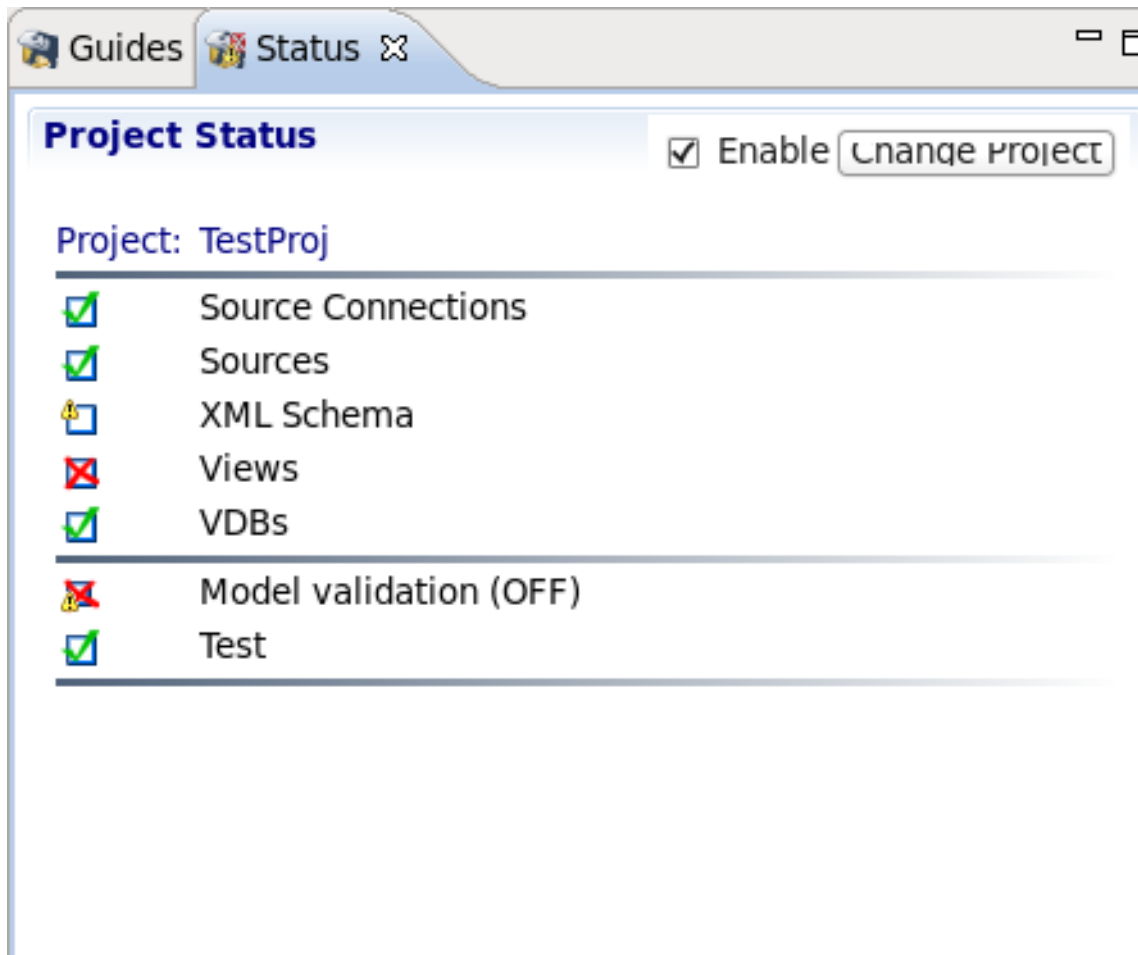 Guides Status
Project Status
Enable Change Project
Project: TestProj
Source Connections
Sources
XML Schema
Views
VDBs
Model validation (OFF)
Test